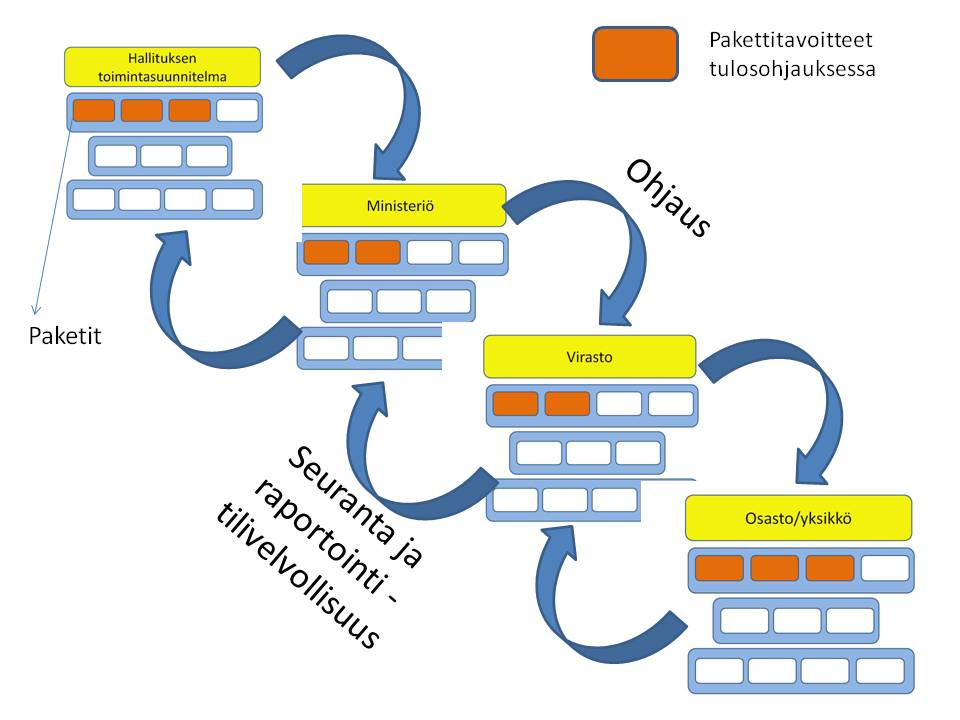 Hallituksen
toimintasuunnitelma
Pakettitavoitteet
tulosohjauksessa
Ohjaus
Ministeriö
Paketit
Virasto
Seuranta ja
raportointi -
tilivelvollisuus
Osasto/yksikkö